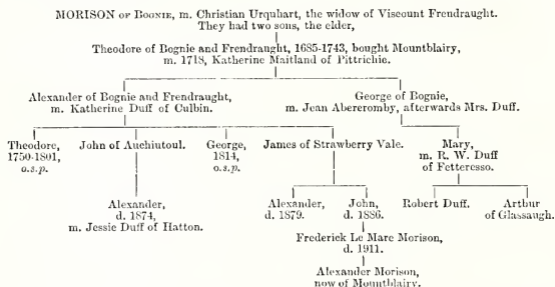 MORISON OF BOGNIE, m. Christian Urquhart, the widow of Viscount Frendraught.
They had two sons, the elder,
Theodore of Bognie and Frendraught, 1685-1743, bought Mountblairy,
m. 1718, Katherine Maitland of Pittrichie.
Alexander of Bognie and Frendraught,
m. Katherine Duff of Culbin.
George of Bognie,
m. Jean Abercromby, afterwards Mrs. Duff.
Theodore,
1750-1801,
o.s.p.
John of Auchintoul.
George,
1814,
o.s.p.
James of Strawberry Vale.
Mary,
m. R. W. Duff
of Fetteresso.
Alexander,
d. 1874,
m. Jessie Duff of Hatton.
Alexander,
d. 1879.
John,
d. 1886.
Robert Duff.
Arthur
of Glassaugh.
Frederick Le Mare Morison,
d. 1911.
Alexander Morison,
now of Mountblairy.